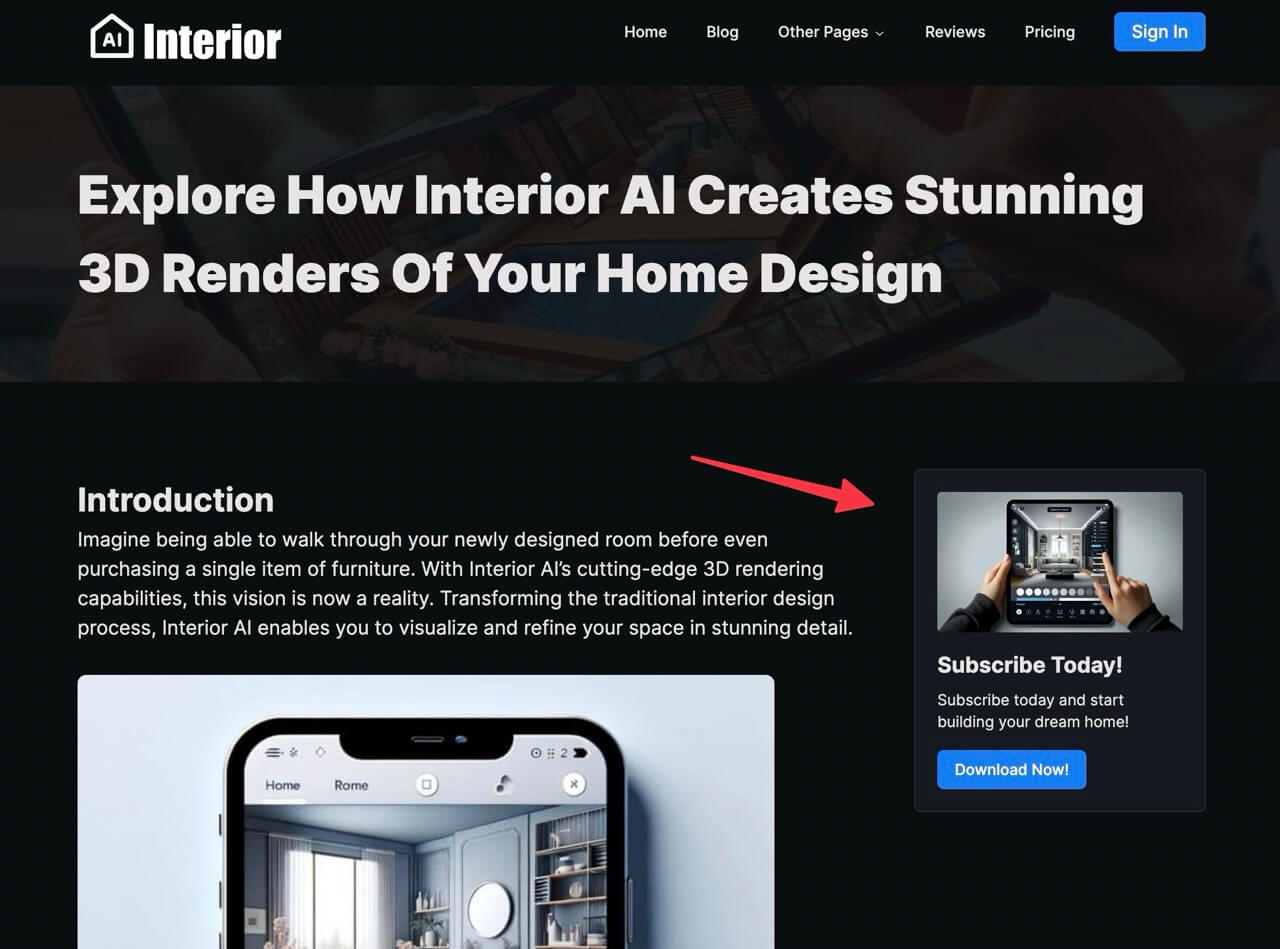 AI Interior
Home
Blog
Other Pages
Reviews
Pricing
Sign In
Explore How Interior AI Creates Stunning
3D Renders Of Your Home Design
Introduction
Imagine being able to walk through your newly designed room before even
purchasing a single item of furniture. With Interior AI's cutting-edge 3D rendering
capabilities, this vision is now a reality. Transforming the traditional interior design
process, Interior AI enables you to visualize and refine your space in stunning detail.
2
Home
Rome
Subscribe Today!
Subscribe today and start
building your dream home!
Download Now!